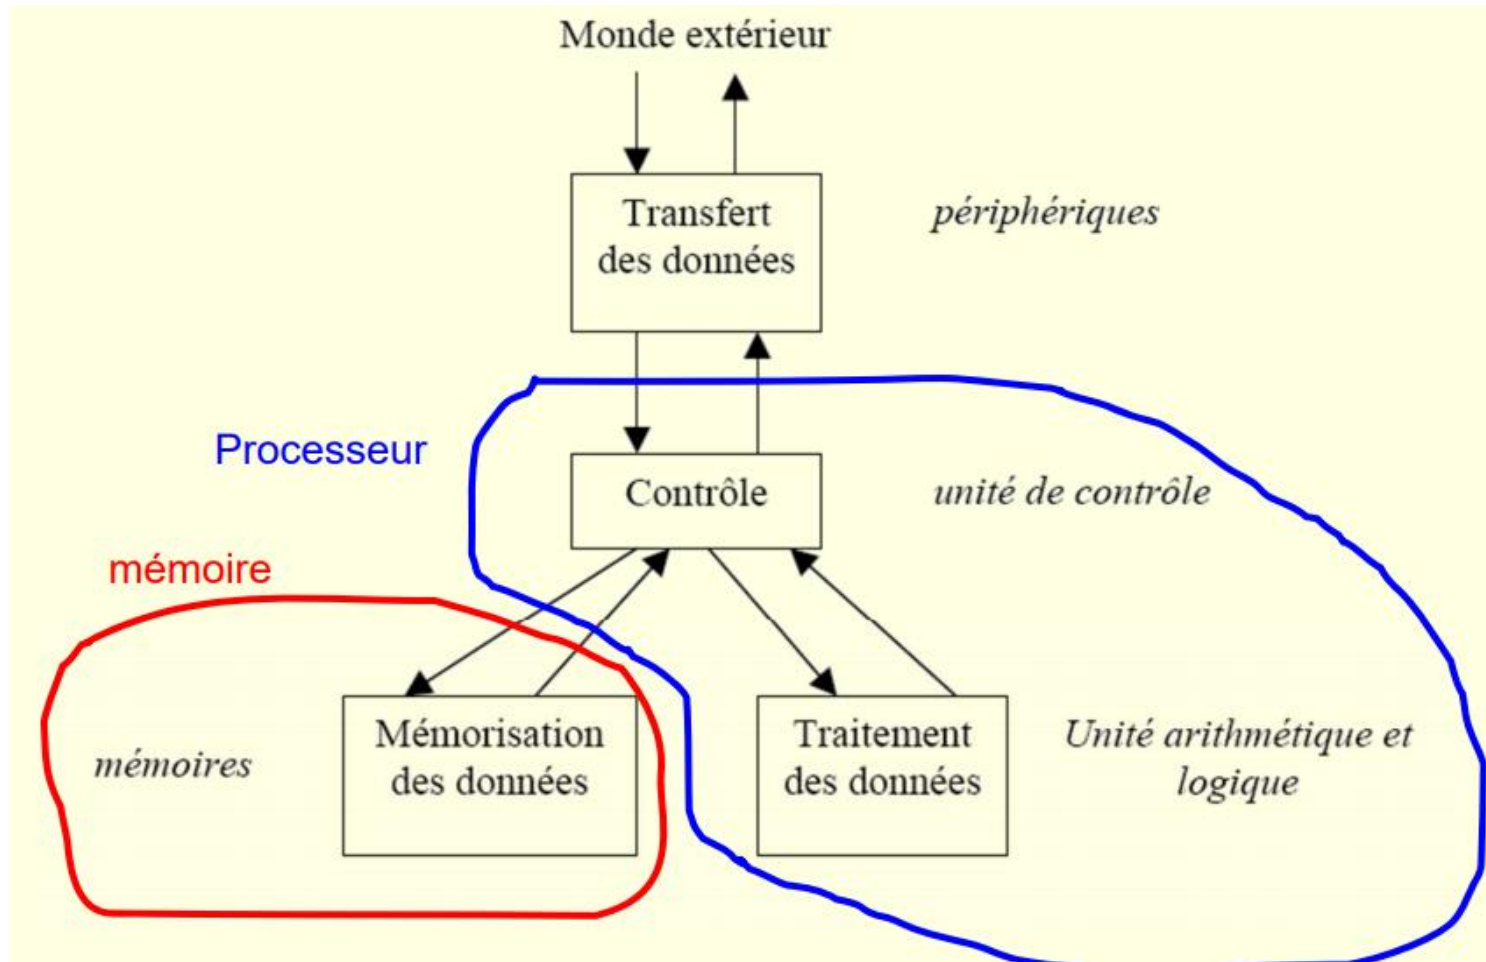 Monde extérieur
Transfert
des données
périphériques
Processeur
Contrôle
unité de contrôle
mémoire
mémoires
Mémorisation
des données
Traitement
des données
Unité arithmétique et
logique